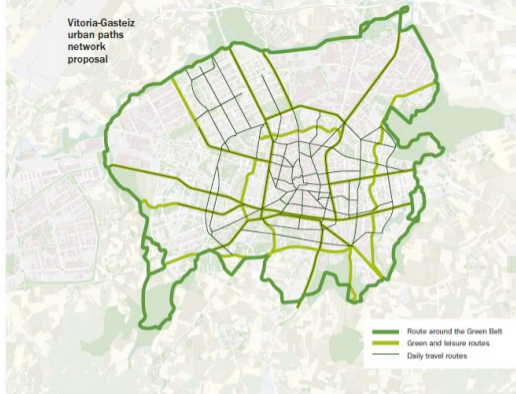 Vitoria-Gasteiz
urban paths
network
proposal
Route around the Green Belt
Green and leisure routes
Daily travel routes